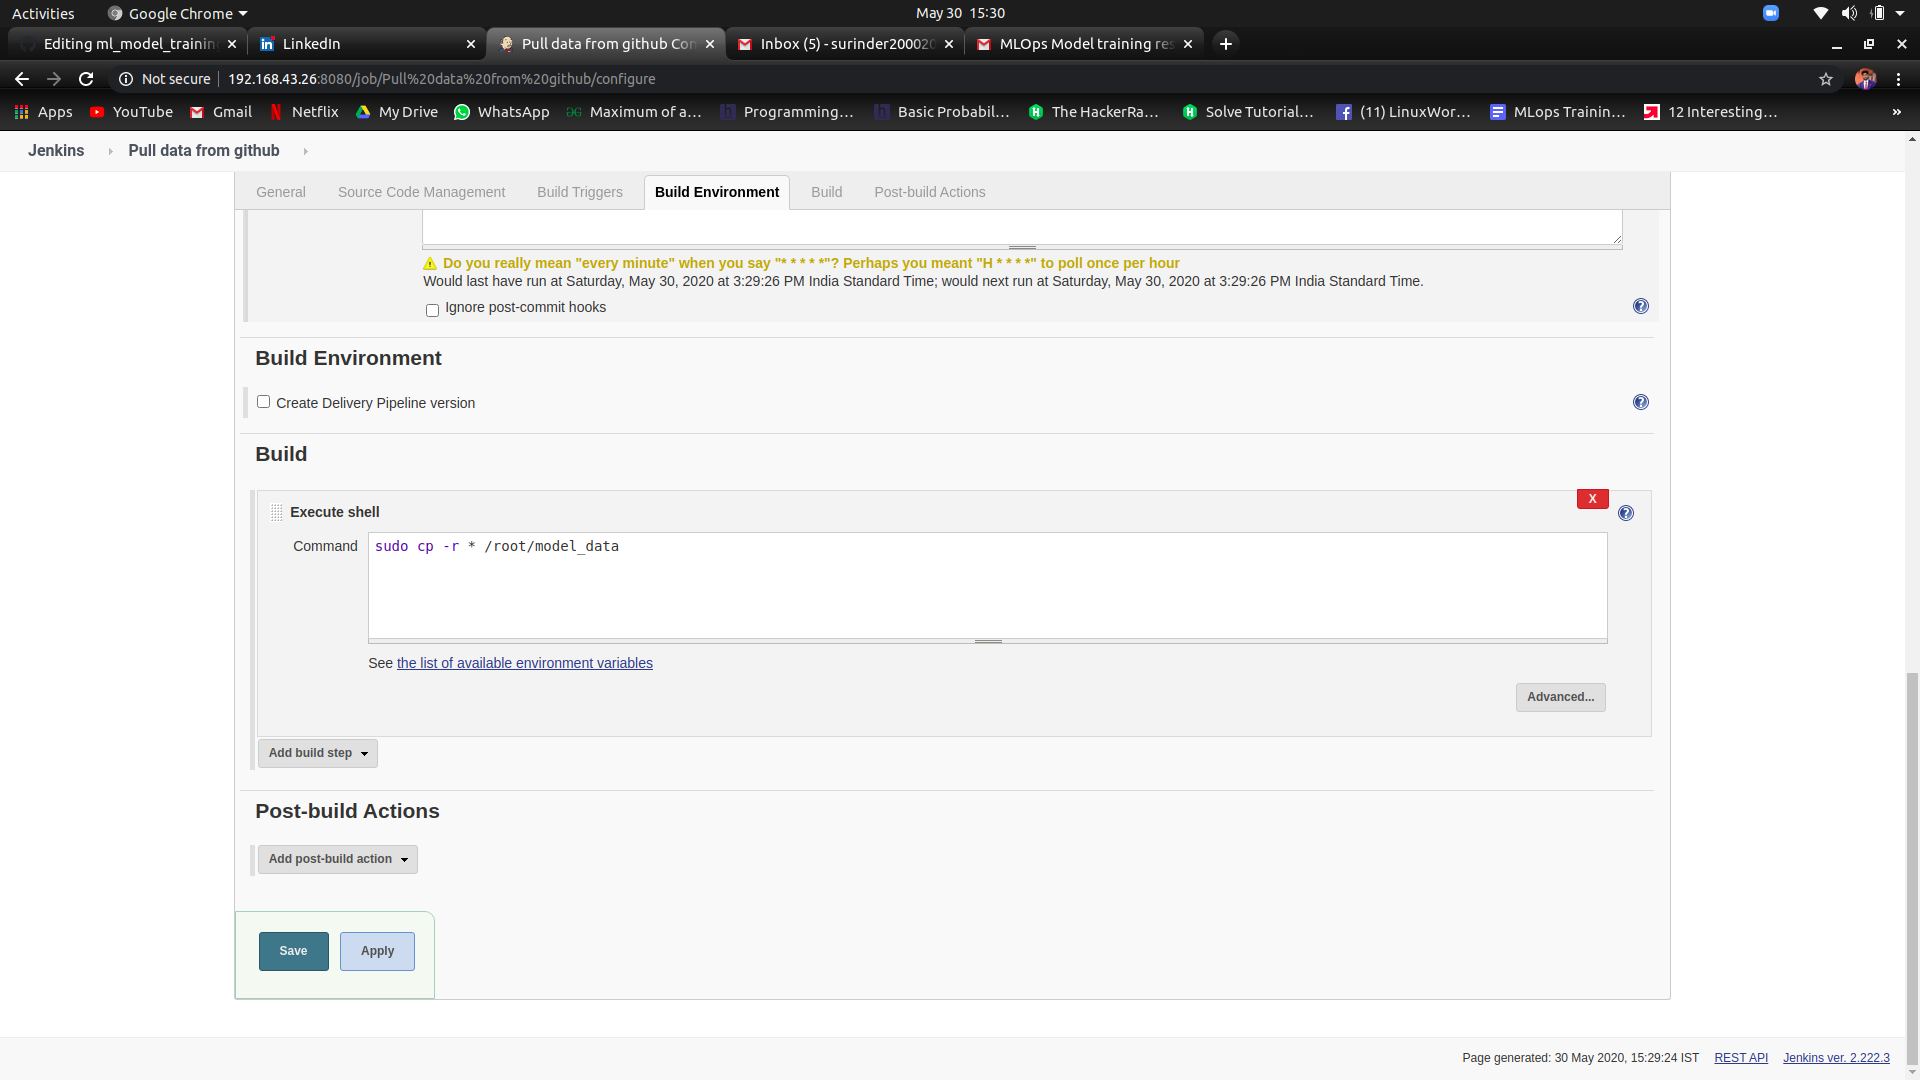 Activities Google Chrome May 30 15:30
Editing ml_model_trainin LinkedIn Pull data from github Con Inbox (5) - surinder200020 MLOps Model training res
Not secure 192.168.43.26:8080/job/Pull%20data%20from%20github/configure
Apps YouTube Gmail Netflix My Drive WhatsApp Maximum of a... Programming... Basic Probabil... The HackerRa... Solve Tutorial... (11) LinuxWor... MLops Trainin... 12 Interesting... »
Jenkins Pull data from github
General Source Code Management Build Triggers Build Environment Build Post-build Actions
Do you really mean "every minute" when you say "* * * * *"? Perhaps you meant "H * * * *" to poll once per hour
Would last have run at Saturday, May 30, 2020 at 3:29:26 PM India Standard Time; would next run at Saturday, May 30, 2020 at 3:29:26 PM India Standard Time.
Ignore post-commit hooks
Build Environment
Create Delivery Pipeline version
Build
X
Execute shell
Command sudo cp -r * /root/model_data
See the list of available environment variables
Advanced...
Add build step
Post-build Actions
Add post-build action
Save Apply
Page generated: 30 May 2020, 15:29:24 IST REST API Jenkins ver. 2.222.3